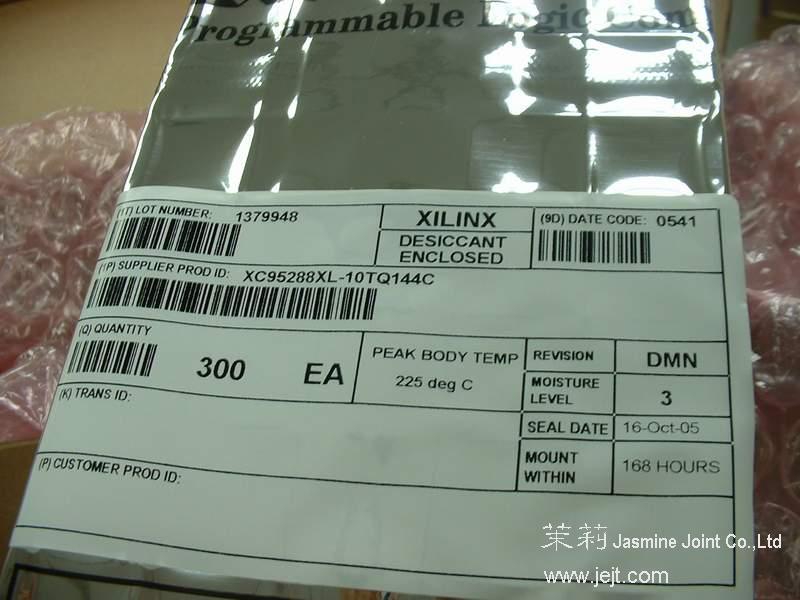 Programmable Logic Com
(1T) LOT NUMBER: 1379948
XILINX
DESICCANT
ENCLOSED
(9D) DATE CODE: 0541
(1P) SUPPLIER PROD ID: XC95288XL-10TQ144C
(Q) QUANTITY
300 EA
PEAK BODY TEMP
225 deg C
REVISION DMN
MOISTURE
LEVEL 3
SEAL DATE 16-Oct-05
MOUNT
WITHIN 168 HOURS
(K) TRANS ID:
(P) CUSTOMER PROD ID:
茉莉 Jasmine Joint Co.,Ltd
www.jejt.com